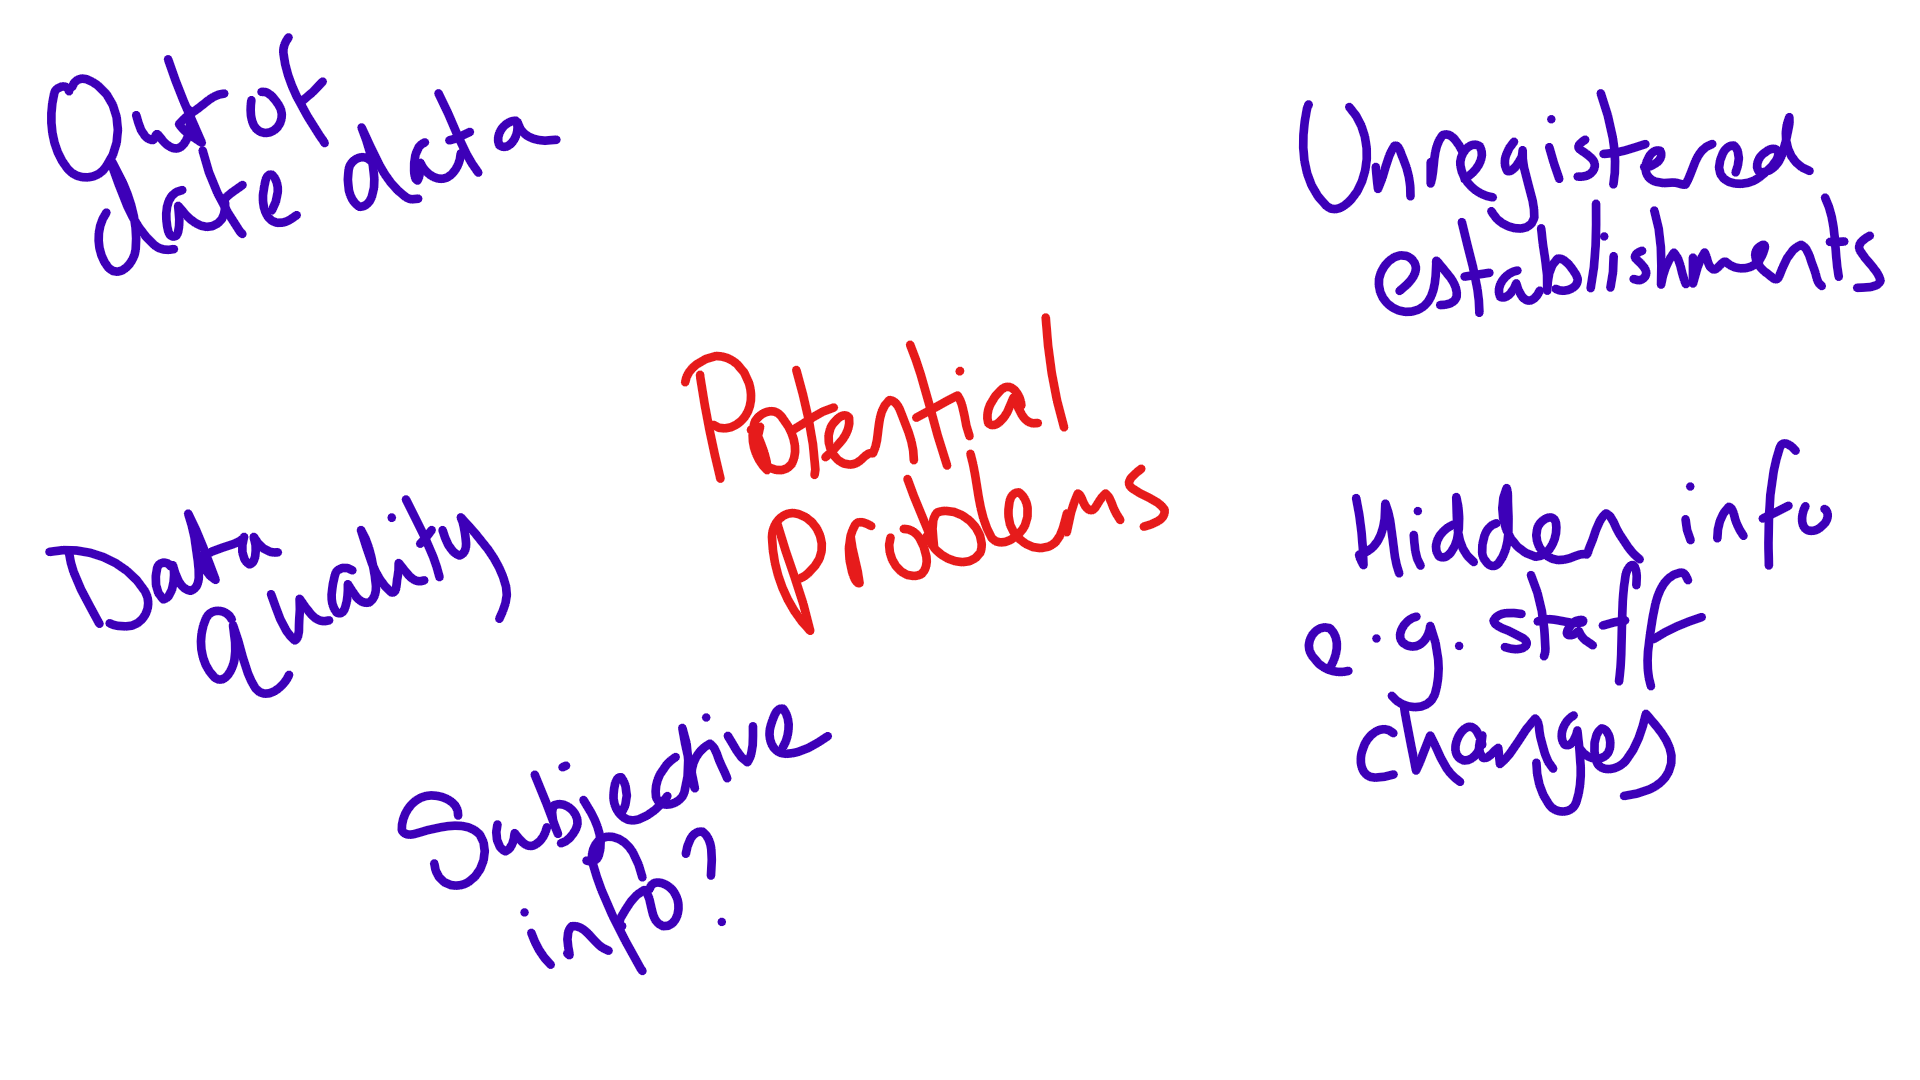 Out of
date data
Unregistered
establishments
Potential
problems
Data
quality
Hidden info
e.g. staff
changes
Subjective
info?